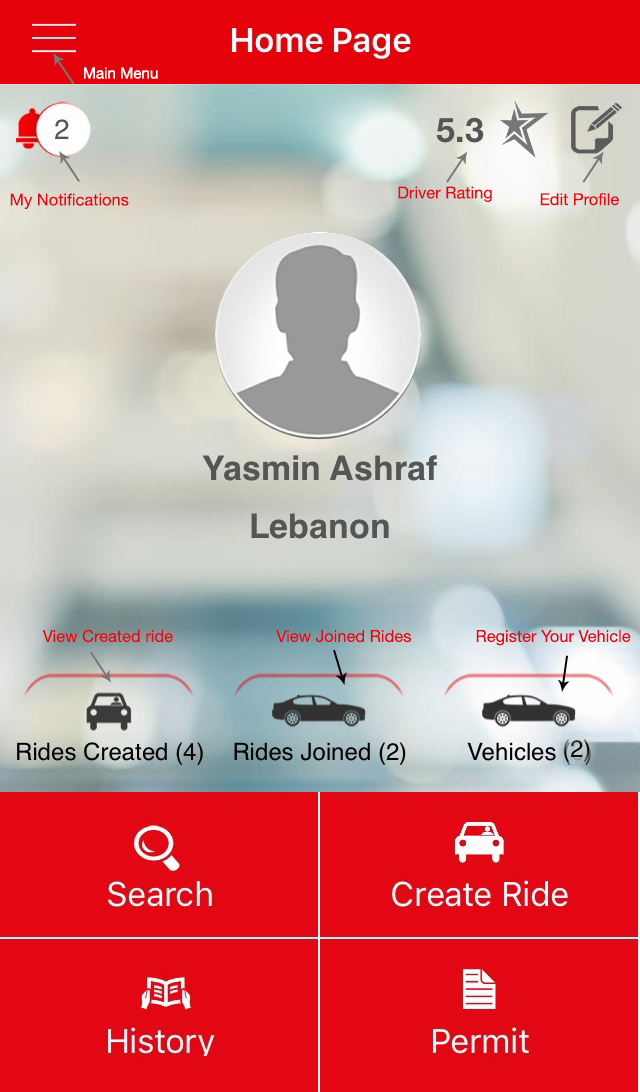 Home Page
Main Menu
2
5.3
My Notifications
Driver Rating
Edit Profile
Yasmin Ashraf
Lebanon
View Created ride
View Joined Rides
Register Your Vehicle
Rides Created (4)
Rides Joined (2)
Vehicles (2)
Search
Create Ride
History
Permit